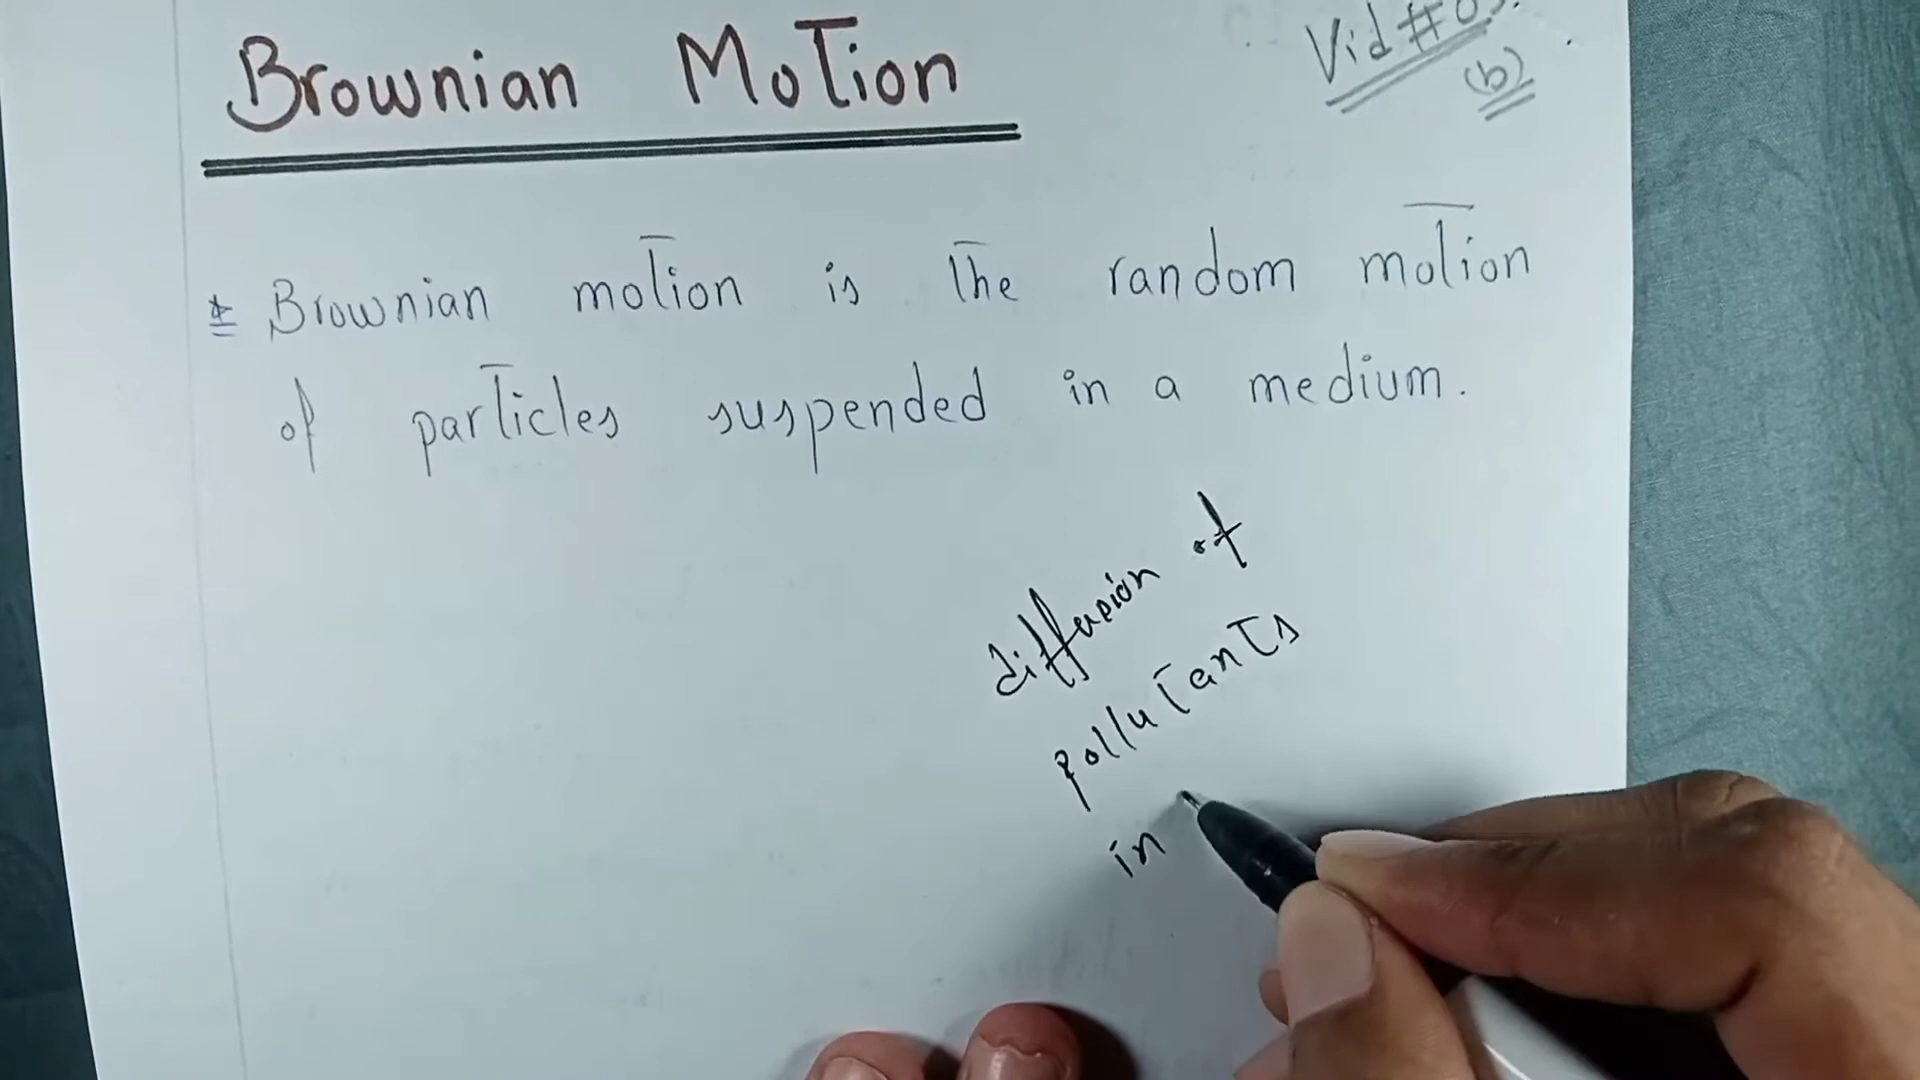 Brownian Motion
Vid #
(b)
* Brownian motion is the random motion
of particles suspended in a medium.
diffusion of
pollutants
in